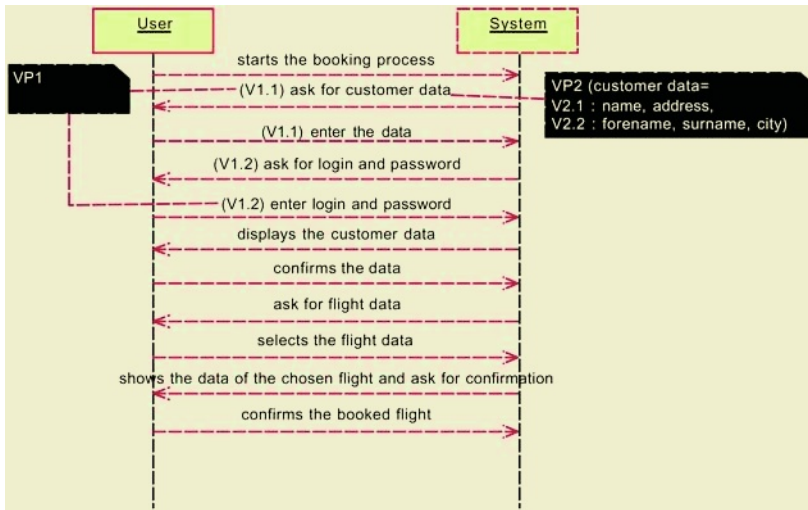 User
System
starts the booking process
VP1
(V1.1) ask for customer data
VP2 (customer data=
V2.1 : name, address,
V2.2 : forename, surname, city)
(V1.1) enter the data
(V1.2) ask for login and password
(V1.2) enter login and password
displays the customer data
confirms the data
ask for flight data
selects the flight data
shows the data of the chosen flight and ask for confirmation
confirms the booked flight